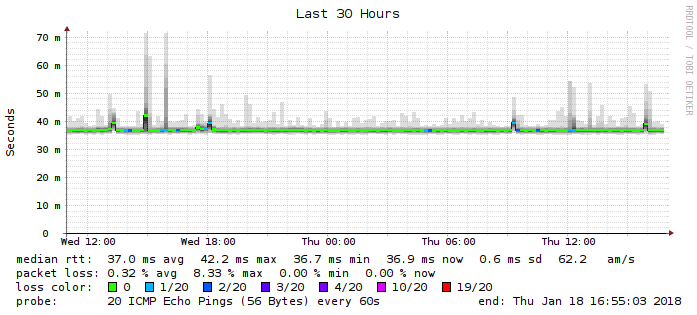 Last 30 Hours
RRDTOOL / TOBI OETIKER
Seconds
70 m
60 m
50 m
40 m
30 m
20 m
10 m
0
Wed 12:00 Wed 18:00 Thu 00:00 Thu 06:00 Thu 12:00
median rtt: 37.0 ms avg 42.2 ms max 36.7 ms min 36.9 ms now 0.6 ms sd 62.2 am/s
packet loss: 0.32 % avg 8.33 % max 0.00 % min 0.00 % now
loss color: 0 1/20 2/20 3/20 4/20 10/20 19/20
probe: 20 ICMP Echo Pings (56 Bytes) every 60s end: Thu Jan 18 16:55:03 2018